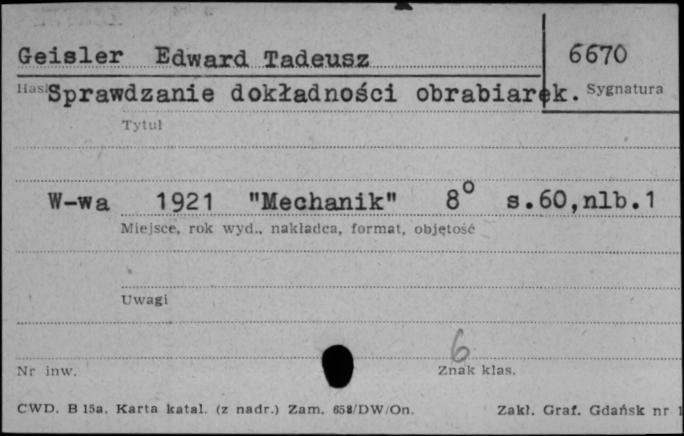 Geisler Edward Tadeusz
6670
Hasł
Sprawdzanie dokładności obrabiarek.
Sygnatura
Tytuł
W-wa 1921 "Mechanik" 8° s.60,nlb.1
Miejsce, rok wyd., nakładca, format, objętość
Uwagi
6
Nr inw.
Znak klas.
CWD. B 15a. Karta katal. (z nadr.) Zam. 658/DW/On.
Zakł. Graf. Gdańsk nr 1